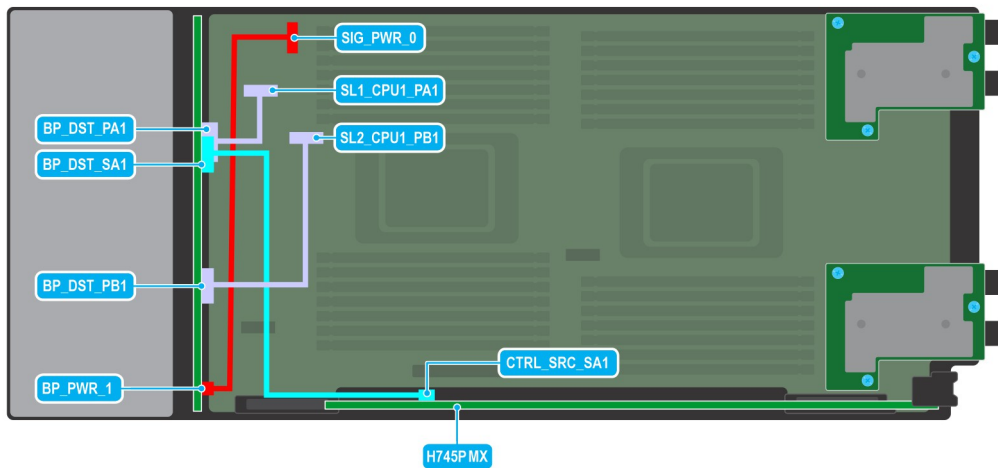 SIG_PWR_0
SL1_CPU1_PA1
BP_DST_PA1
SL2_CPU1_PB1
BP_DST_SA1
BP_DST_PB1
CTRL_SRC_SA1
BP_PWR_1
H745P MX